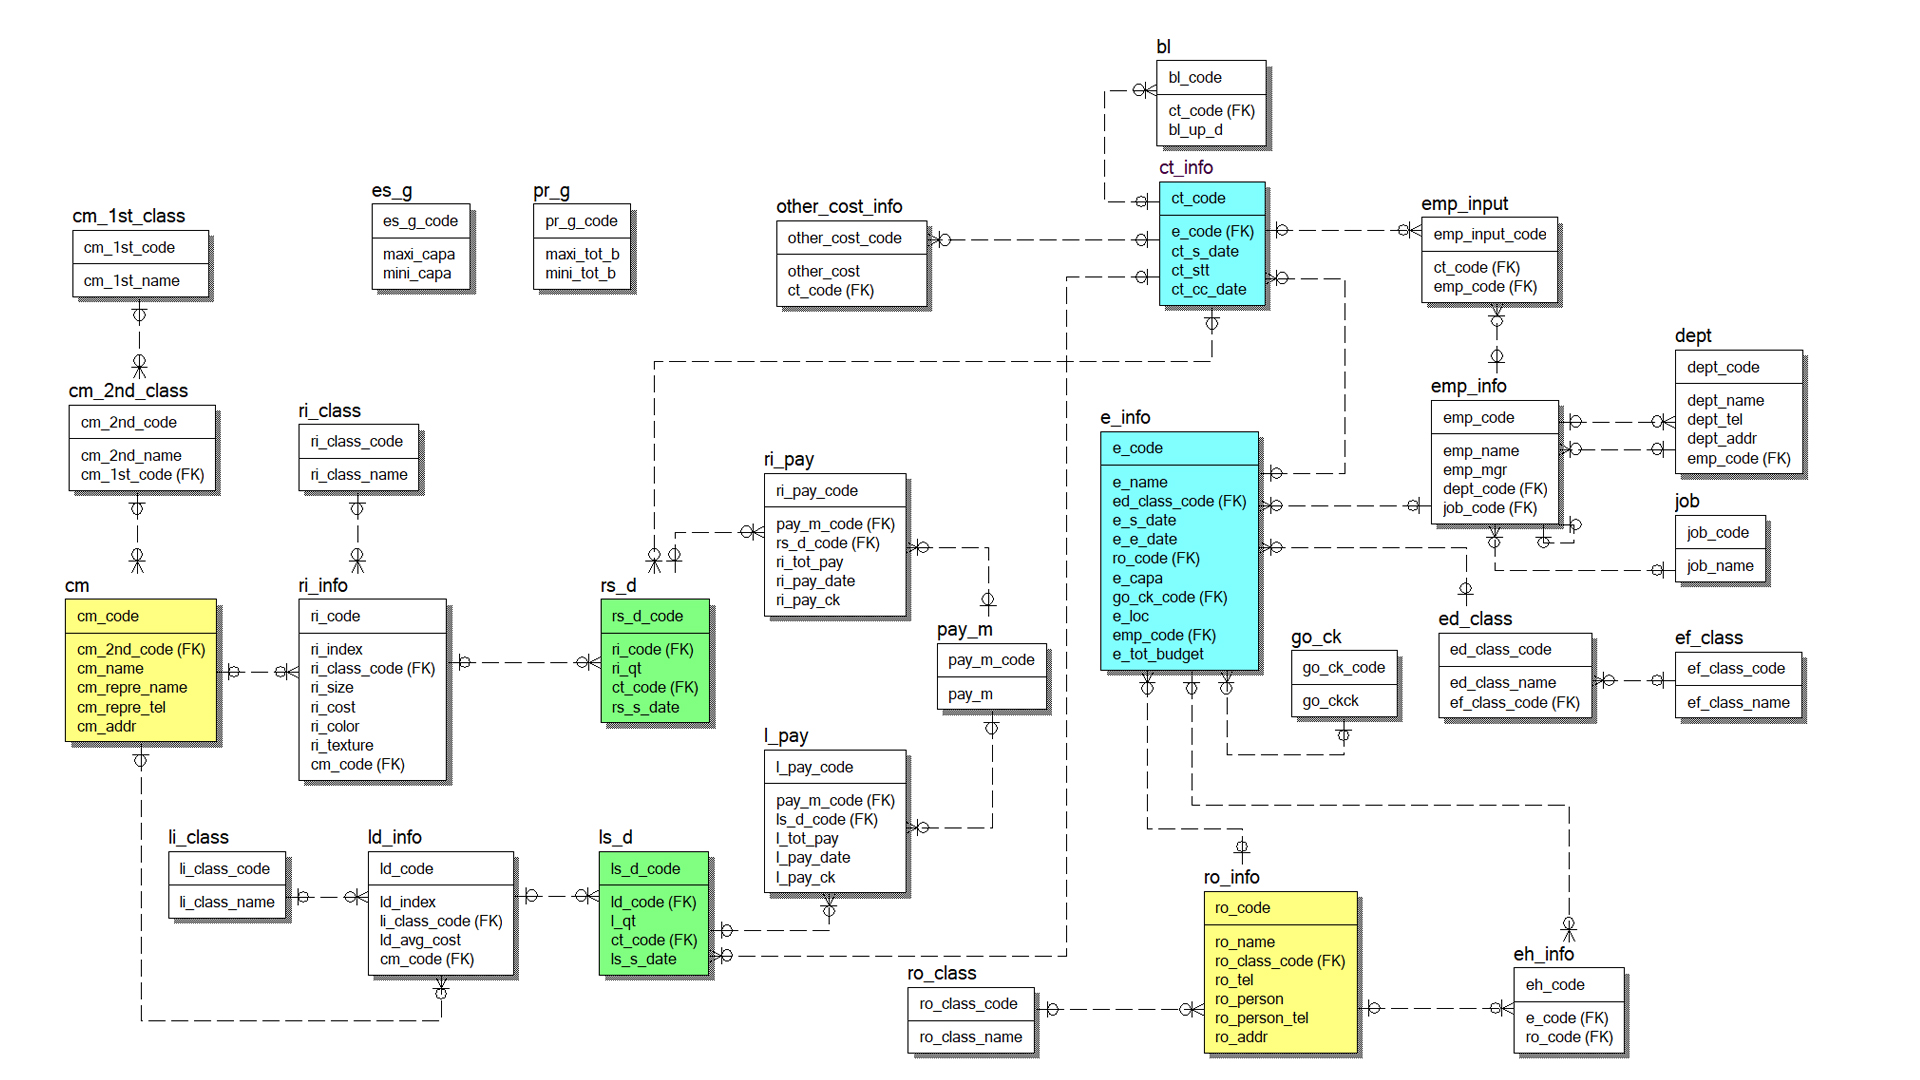 bl
bl_code
ct_code (FK)
bl_up_d
ct_info
ct_code
e_code (FK)
ct_s_date
ct_stt
ct_cc_date
es_g
es_g_code
maxi_capa
mini_capa
pr_g
pr_g_code
maxi_tot_b
mini_tot_b
other_cost_info
other_cost_code
other_cost
ct_code (FK)
emp_input
emp_input_code
ct_code (FK)
emp_code (FK)
cm_1st_class
cm_1st_code
cm_1st_name
cm_2nd_class
cm_2nd_code
cm_2nd_name
cm_1st_code (FK)
ri_class
ri_class_code
ri_class_name
dept
dept_code
dept_name
dept_tel
dept_addr
emp_code (FK)
emp_info
emp_code
emp_name
emp_mgr
dept_code (FK)
job_code (FK)
e_info
e_code
e_name
ed_class_code (FK)
e_s_date
e_e_date
ro_code (FK)
e_capa
go_ck_code (FK)
e_loc
emp_code (FK)
e_tot_budget
ri_pay
ri_pay_code
pay_m_code (FK)
rs_d_code (FK)
ri_tot_pay
ri_pay_date
ri_pay_ck
job
job_code
job_name
cm
cm_code
cm_2nd_code (FK)
cm_name
cm_repre_name
cm_repre_tel
cm_addr
ri_info
ri_code
ri_index
ri_class_code (FK)
ri_size
ri_cost
ri_color
ri_texture
cm_code (FK)
rs_d
rs_d_code
ri_code (FK)
ri_qt
ct_code (FK)
rs_s_date
pay_m
pay_m_code
pay_m
go_ck
go_ck_code
go_ckck
ed_class
ed_class_code
ed_class_name
ef_class_code (FK)
ef_class
ef_class_code
ef_class_name
l_pay
l_pay_code
pay_m_code (FK)
ls_d_code (FK)
l_tot_pay
l_pay_date
l_pay_ck
li_class
li_class_code
li_class_name
ld_info
ld_code
ld_index
li_class_code (FK)
ld_avg_cost
cm_code (FK)
ls_d
ls_d_code
ld_code (FK)
l_qt
ct_code (FK)
ls_s_date
ro_info
ro_code
ro_name
ro_class_code (FK)
ro_tel
ro_person
ro_person_tel
ro_addr
ro_class
ro_class_code
ro_class_name
eh_info
eh_code
e_code (FK)
ro_code (FK)